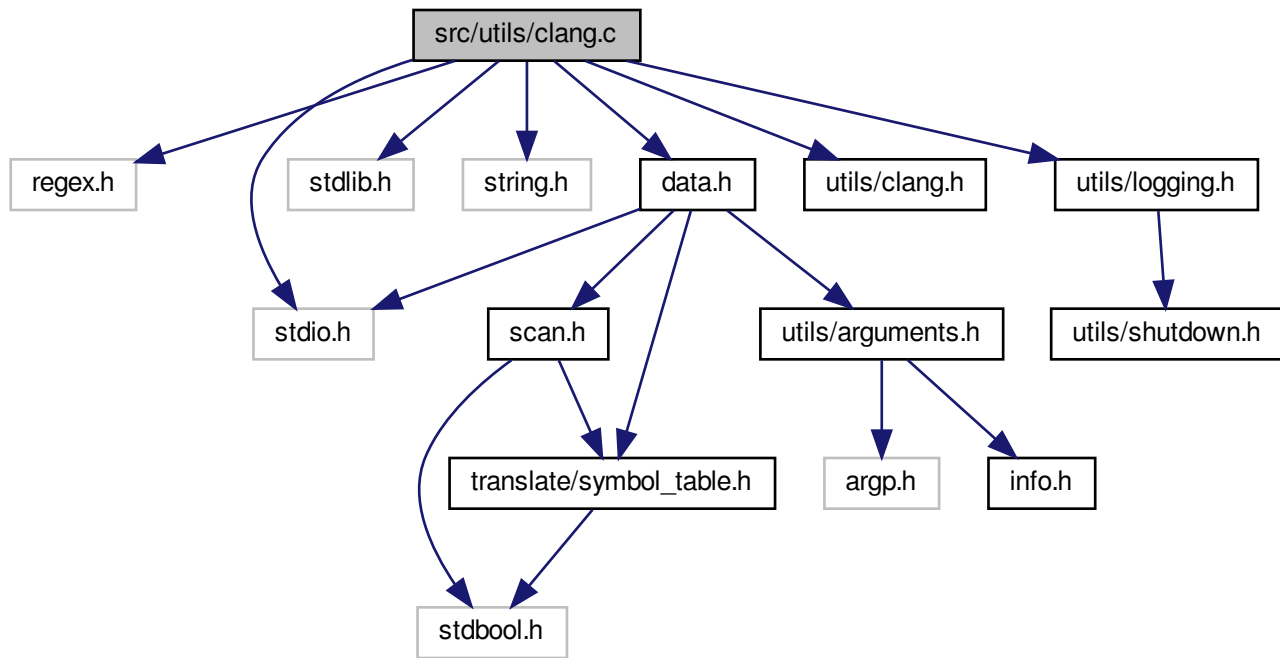 src/utils/clang.c
regex.h
stdlib.h
string.h
data.h
utils/clang.h
utils/logging.h
stdio.h
scan.h
utils/arguments.h
utils/shutdown.h
translate/symbol_table.h
argp.h
info.h
stdbool.h